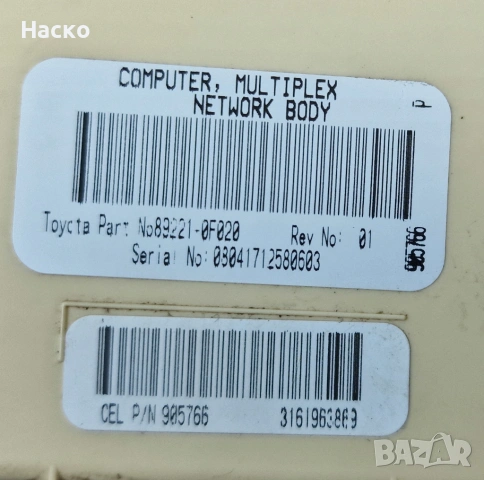 Наско
COMPUTER, MULTIPLEX
NETWORK BODY
P
Toyota Part No89221-0F020 Rev No: 01
Serial No: 08041712580603
905766
CEL P/N 905766 3161963869
BAZAR